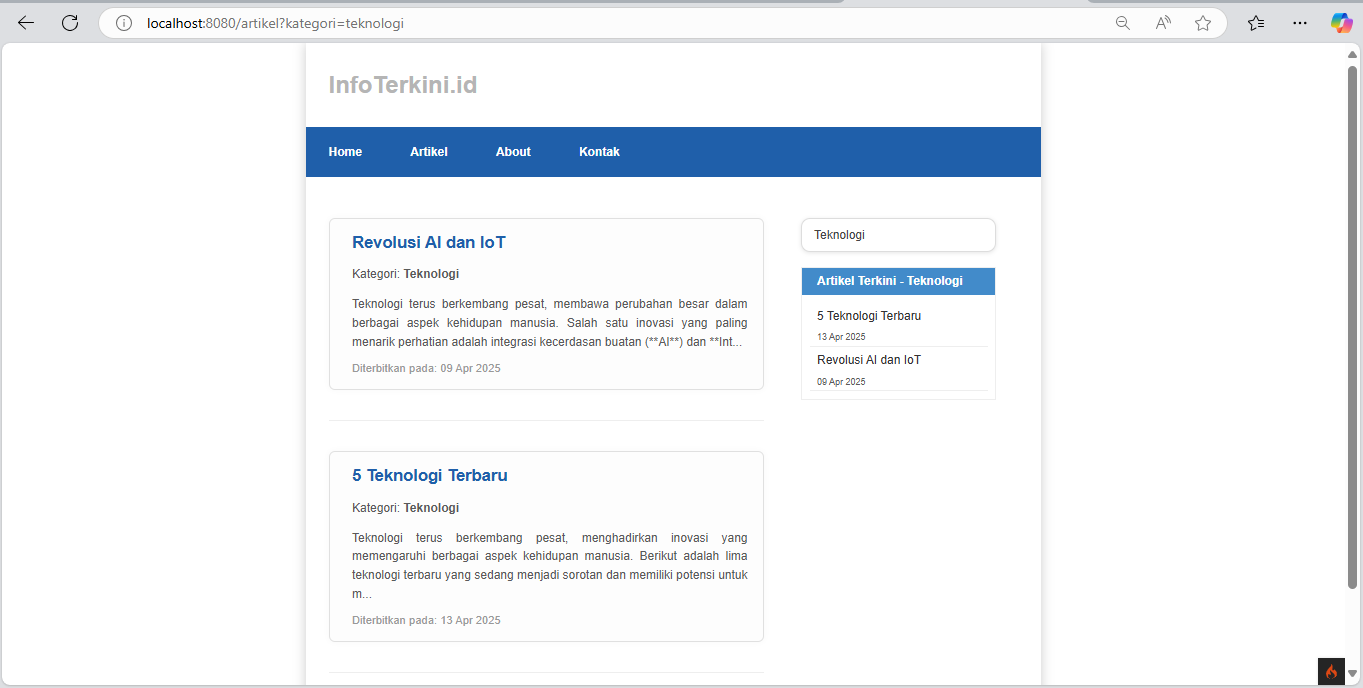 localhost:8080/artikel?kategori=teknologi
InfoTerkini.id
Home Artikel About Kontak
Revolusi AI dan IoT
Kategori: Teknologi
Teknologi terus berkembang pesat, membawa perubahan besar dalam
berbagai aspek kehidupan manusia. Salah satu inovasi yang paling
menarik perhatian adalah integrasi kecerdasan buatan (**AI**) dan **Int...
Diterbitkan pada: 09 Apr 2025
5 Teknologi Terbaru
Kategori: Teknologi
Teknologi terus berkembang pesat, menghadirkan inovasi yang
memengaruhi berbagai aspek kehidupan manusia. Berikut adalah lima
teknologi terbaru yang sedang menjadi sorotan dan memiliki potensi untuk
m...
Diterbitkan pada: 13 Apr 2025
Teknologi
Artikel Terkini - Teknologi
5 Teknologi Terbaru
13 Apr 2025
Revolusi AI dan IoT
09 Apr 2025